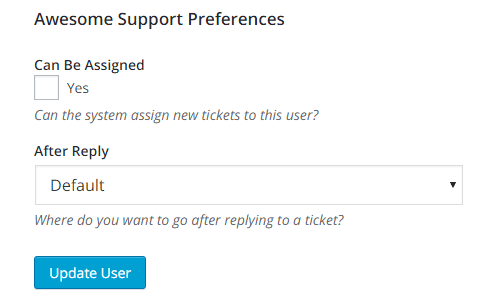 Awesome Support Preferences
Can Be Assigned
Yes
Can the system assign new tickets to this user?
After Reply
Default
Where do you want to go after replying to a ticket?
Update User